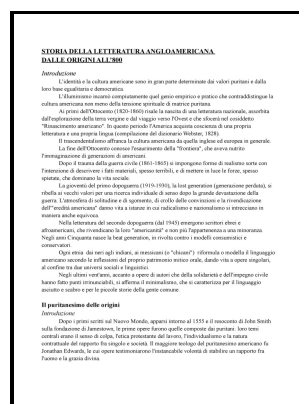 STORIA DELLA LETTERATURA ANGLOAMERICANA
DALLE ORIGINI ALL'800
Introduzione
L'identità e la cultura americane sono in gran parte determinate dai valori puritani e dalla
loro base egualitaria e democratica.
L'illuminismo incarnò compiutamente quel genio empirico e pratico che contraddistingue la
cultura americana non meno della tensione spirituale di matrice puritana.
Ai primi dell'Ottocento (1820-1860) risale la nascita di una letteratura nazionale, assorbita
dall'esplorazione della terra vergine e dal viaggio verso l'Ovest e che sfocerà nel cosiddetto
"Rinascimento americano". In questo periodo l'America acquista coscienza di una propria
letteratura e una propria lingua (compilazione del dizionario Webster, 1828).
Il trascendentalismo affranca la cultura americana da quella inglese ed europea in generale.
La fine dell'Ottocento conosce l'esaurimento della "frontiera", che aveva nutrito
l'immaginazione di generazioni di americani.
Dopo il trauma della guerra civile (1861-1865) si impongono forme di realismo sorte con
l'intenzione di descrivere i fatti materiali, spesso terribili, e di mettere in luce le forze, spesso
spietate, che dominano la vita sociale.
La gioventù del primo dopoguerra (1919-1930), la lost generation (generazione perduta), si
ribella ai vecchi valori per una ricerca individuale di senso dopo la grande devastazione della
guerra. L'atmosfera di solitudine e di sgomento, di crollo delle convinzioni e la rivendicazione
dell'"eredità americana" danno vita a istanze in cui radicalismo e nazionalismo si intrecciano in
maniera anche equivoca.
Nella letteratura del secondo dopoguerra (dal 1945) emergono scrittori ebrei e
afroamericani, che rivendicano la loro "americanità" e non più l'appartenenza a una minoranza.
Negli anni Cinquanta nasce la beat generation, in rivolta contro i modelli consumistici e
conservatori.
Ogni etnia: dai neri agli indiani, ai messicani (o "chicani") riformula o modella il linguaggio
americano secondo le inflessioni del proprio patrimonio mitico orale, dando vita a opere singolari,
al confine tra due universi sociali e linguistici.
Negli ultimi vent'anni, accanto a opere di autori che della solidarietà e dell'impegno civile
hanno fatto punti irrinunciabili, si afferma il minimalismo, che si caratterizza per il linguaggio
asciutto e scabro e per le piccole storie della gente comune.
Il puritanesimo delle origini
Introduzione
Dopo i primi scritti sul Nuovo Mondo, apparsi intorno al 1555 e il resoconto di John Smith
sulla fondazione di Jamestown, le prime opere furono quelle composte dai puritani: loro temi
centrali erano il senso di colpa, l'etica protestante del lavoro, l'individualismo e la natura
contrattuale del rapporto fra singolo e società. Il maggiore teologo del puritanesimo americano fu
Jonathan Edwards, le cui opere testimoniarono l'instancabile volontà di stabilire un rapporto fra
l'uomo e la grazia divina.